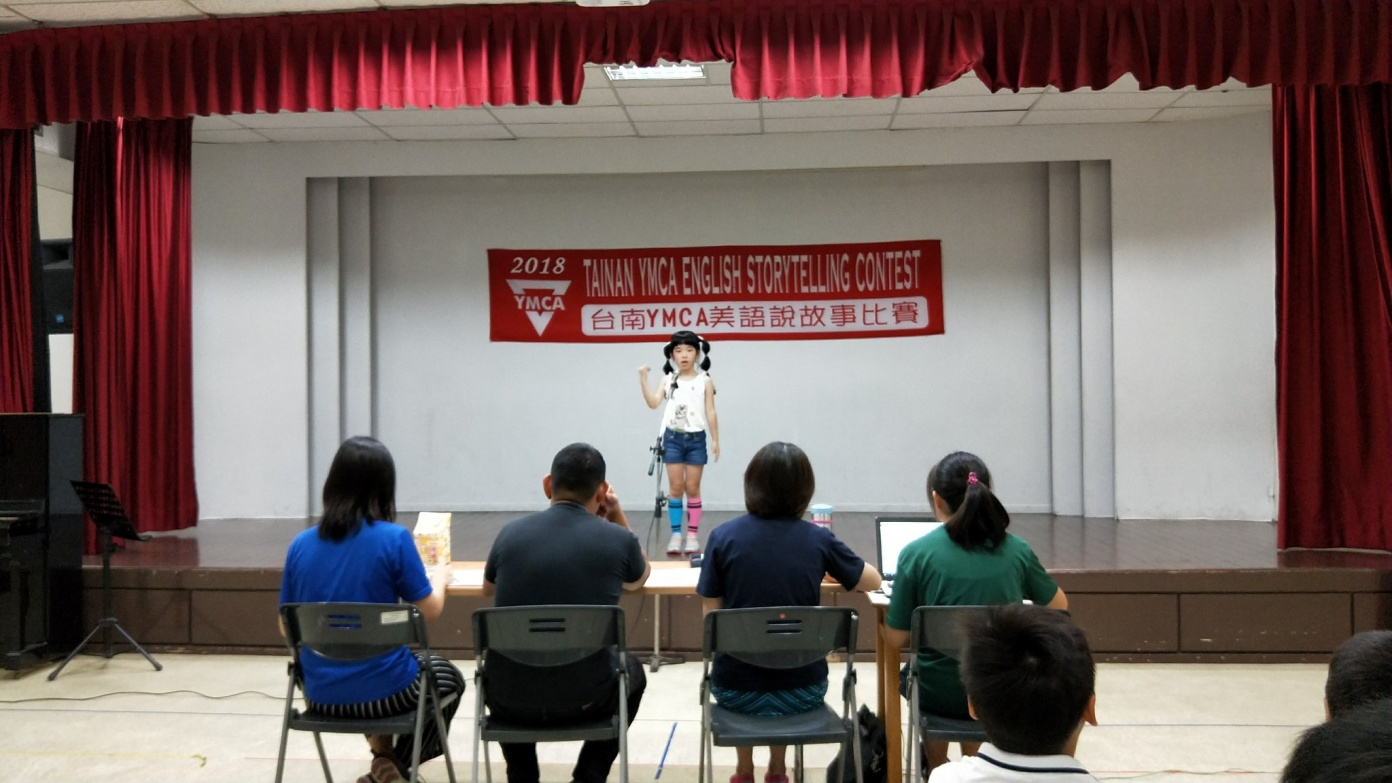 2018
YMCA
TAINAN YMCA ENGLISH STORYTELLING CONTEST
台南YMCA美語說故事比賽